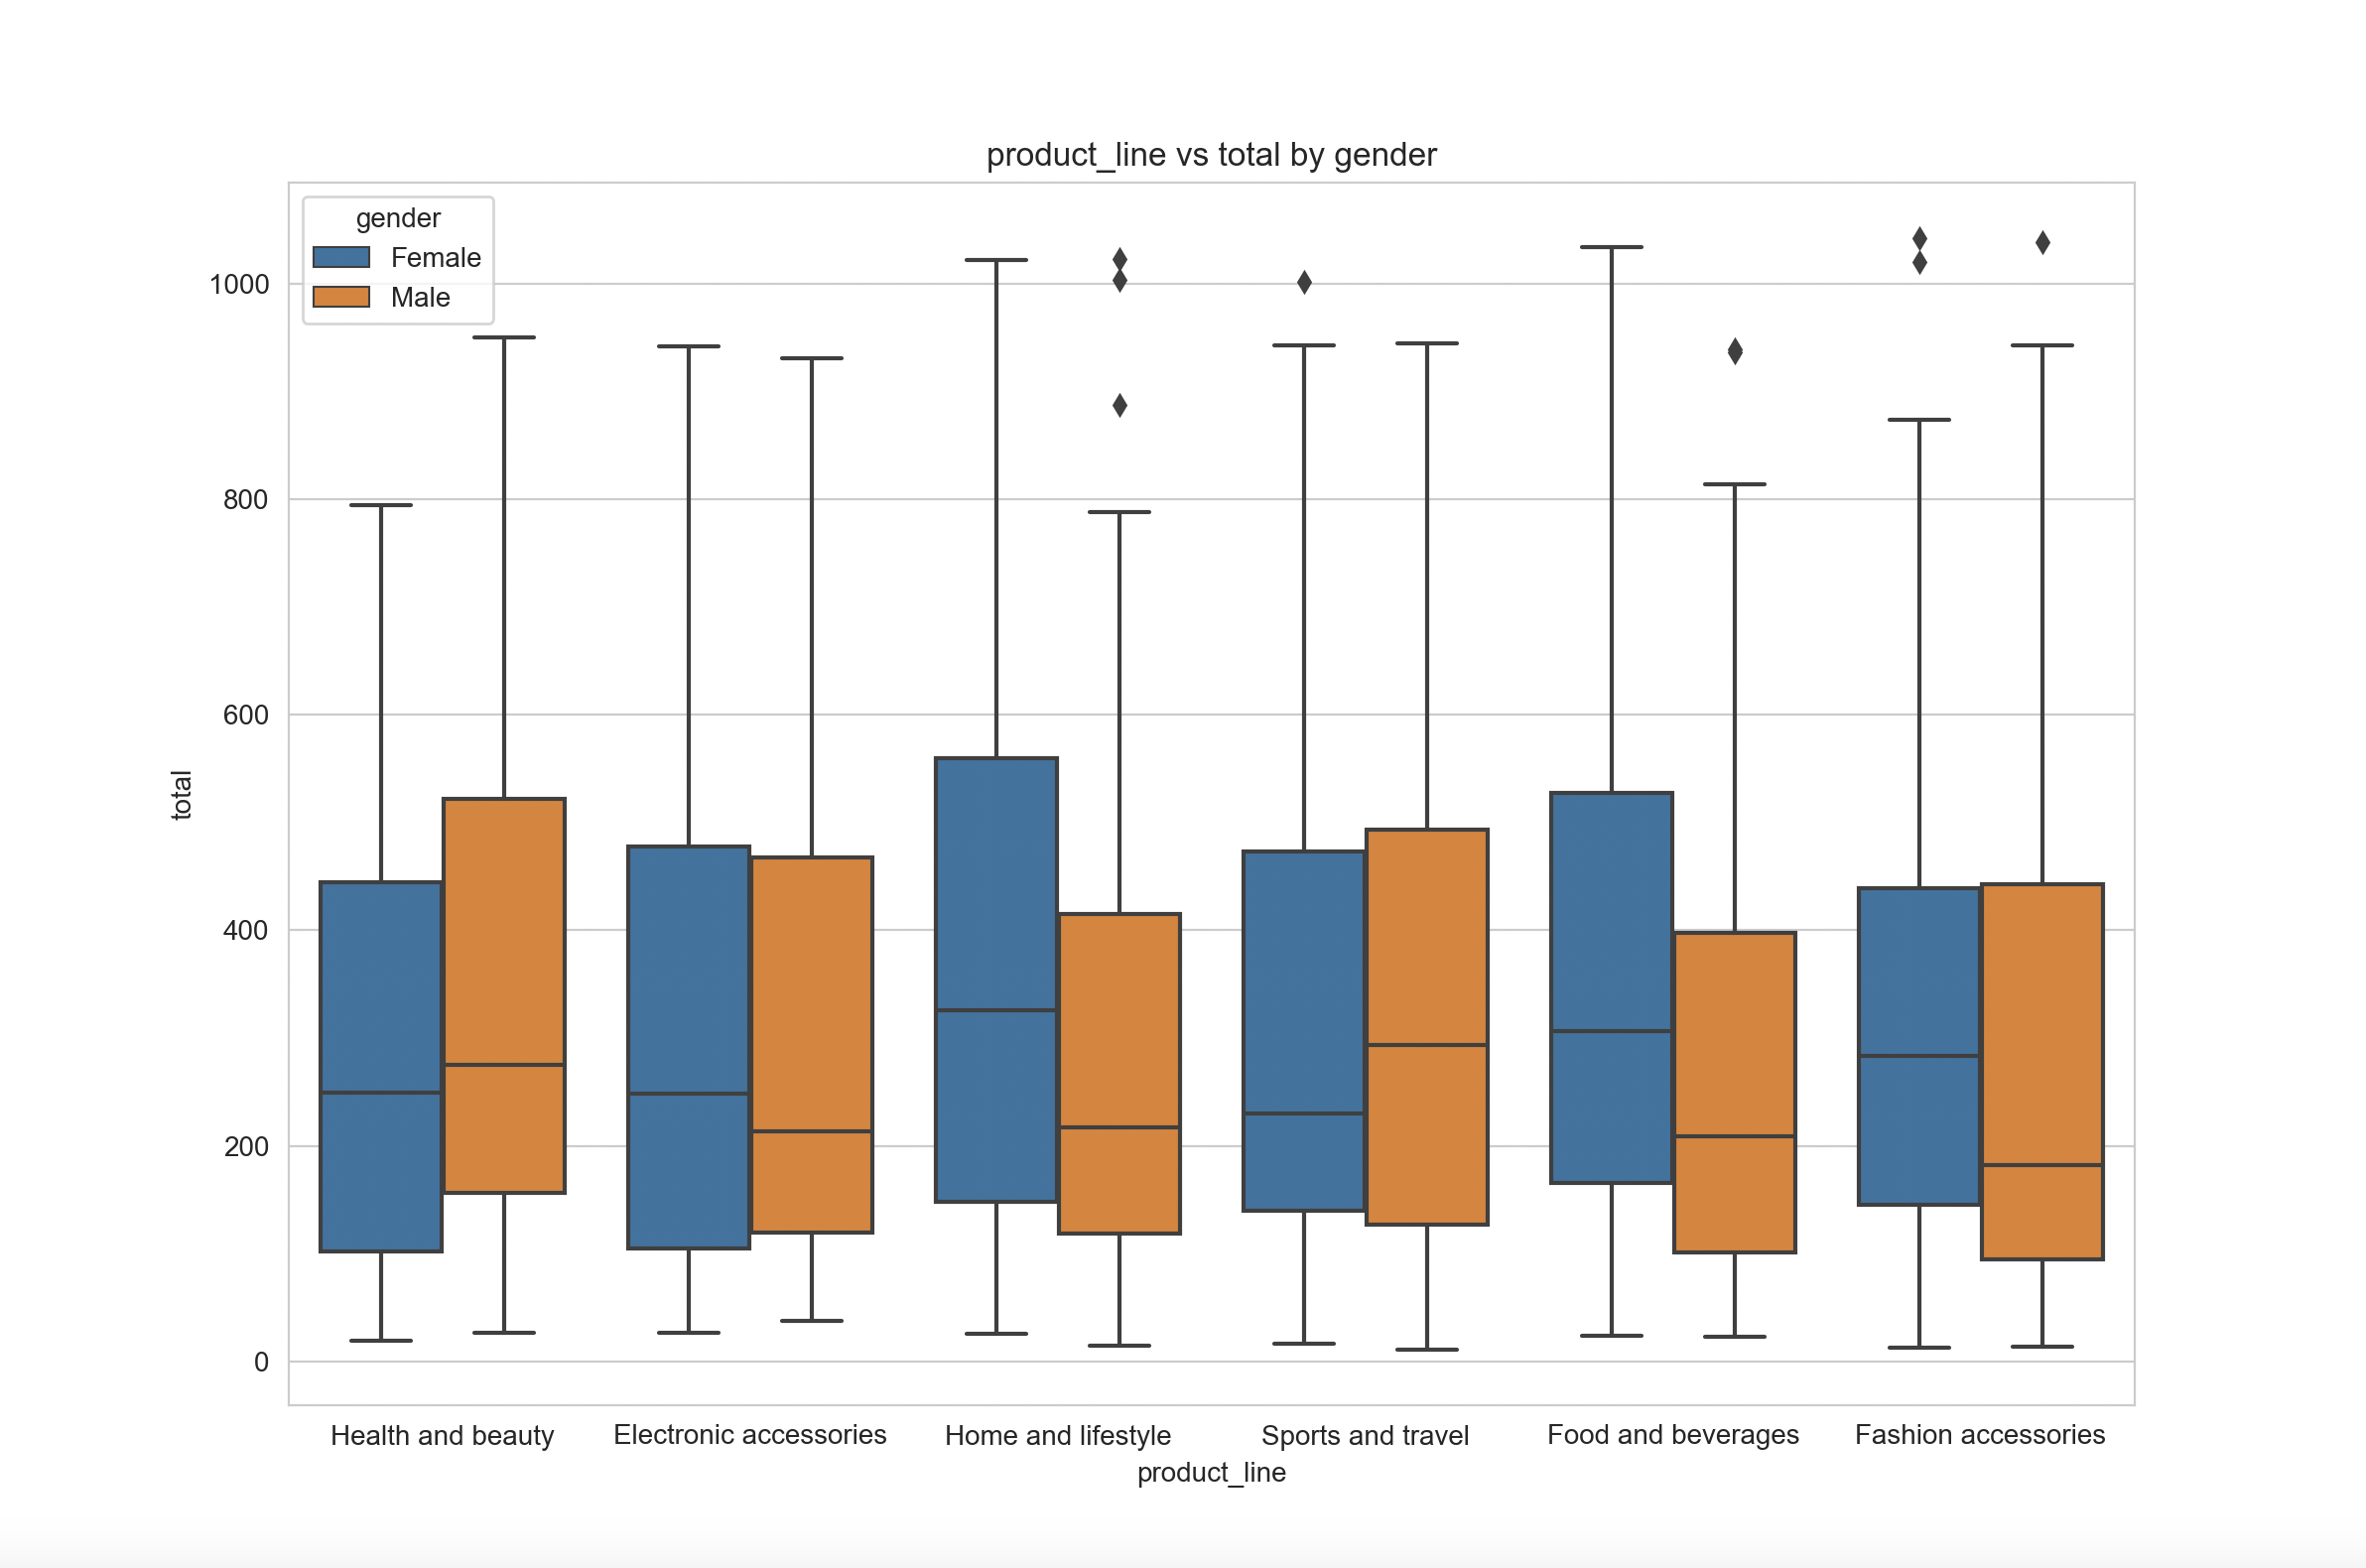 product_line vs total by gender
gender
Female
Male
1000
800
600
400
200
0
total
Health and beauty
Electronic accessories
Home and lifestyle
Sports and travel
Food and beverages
Fashion accessories
product_line